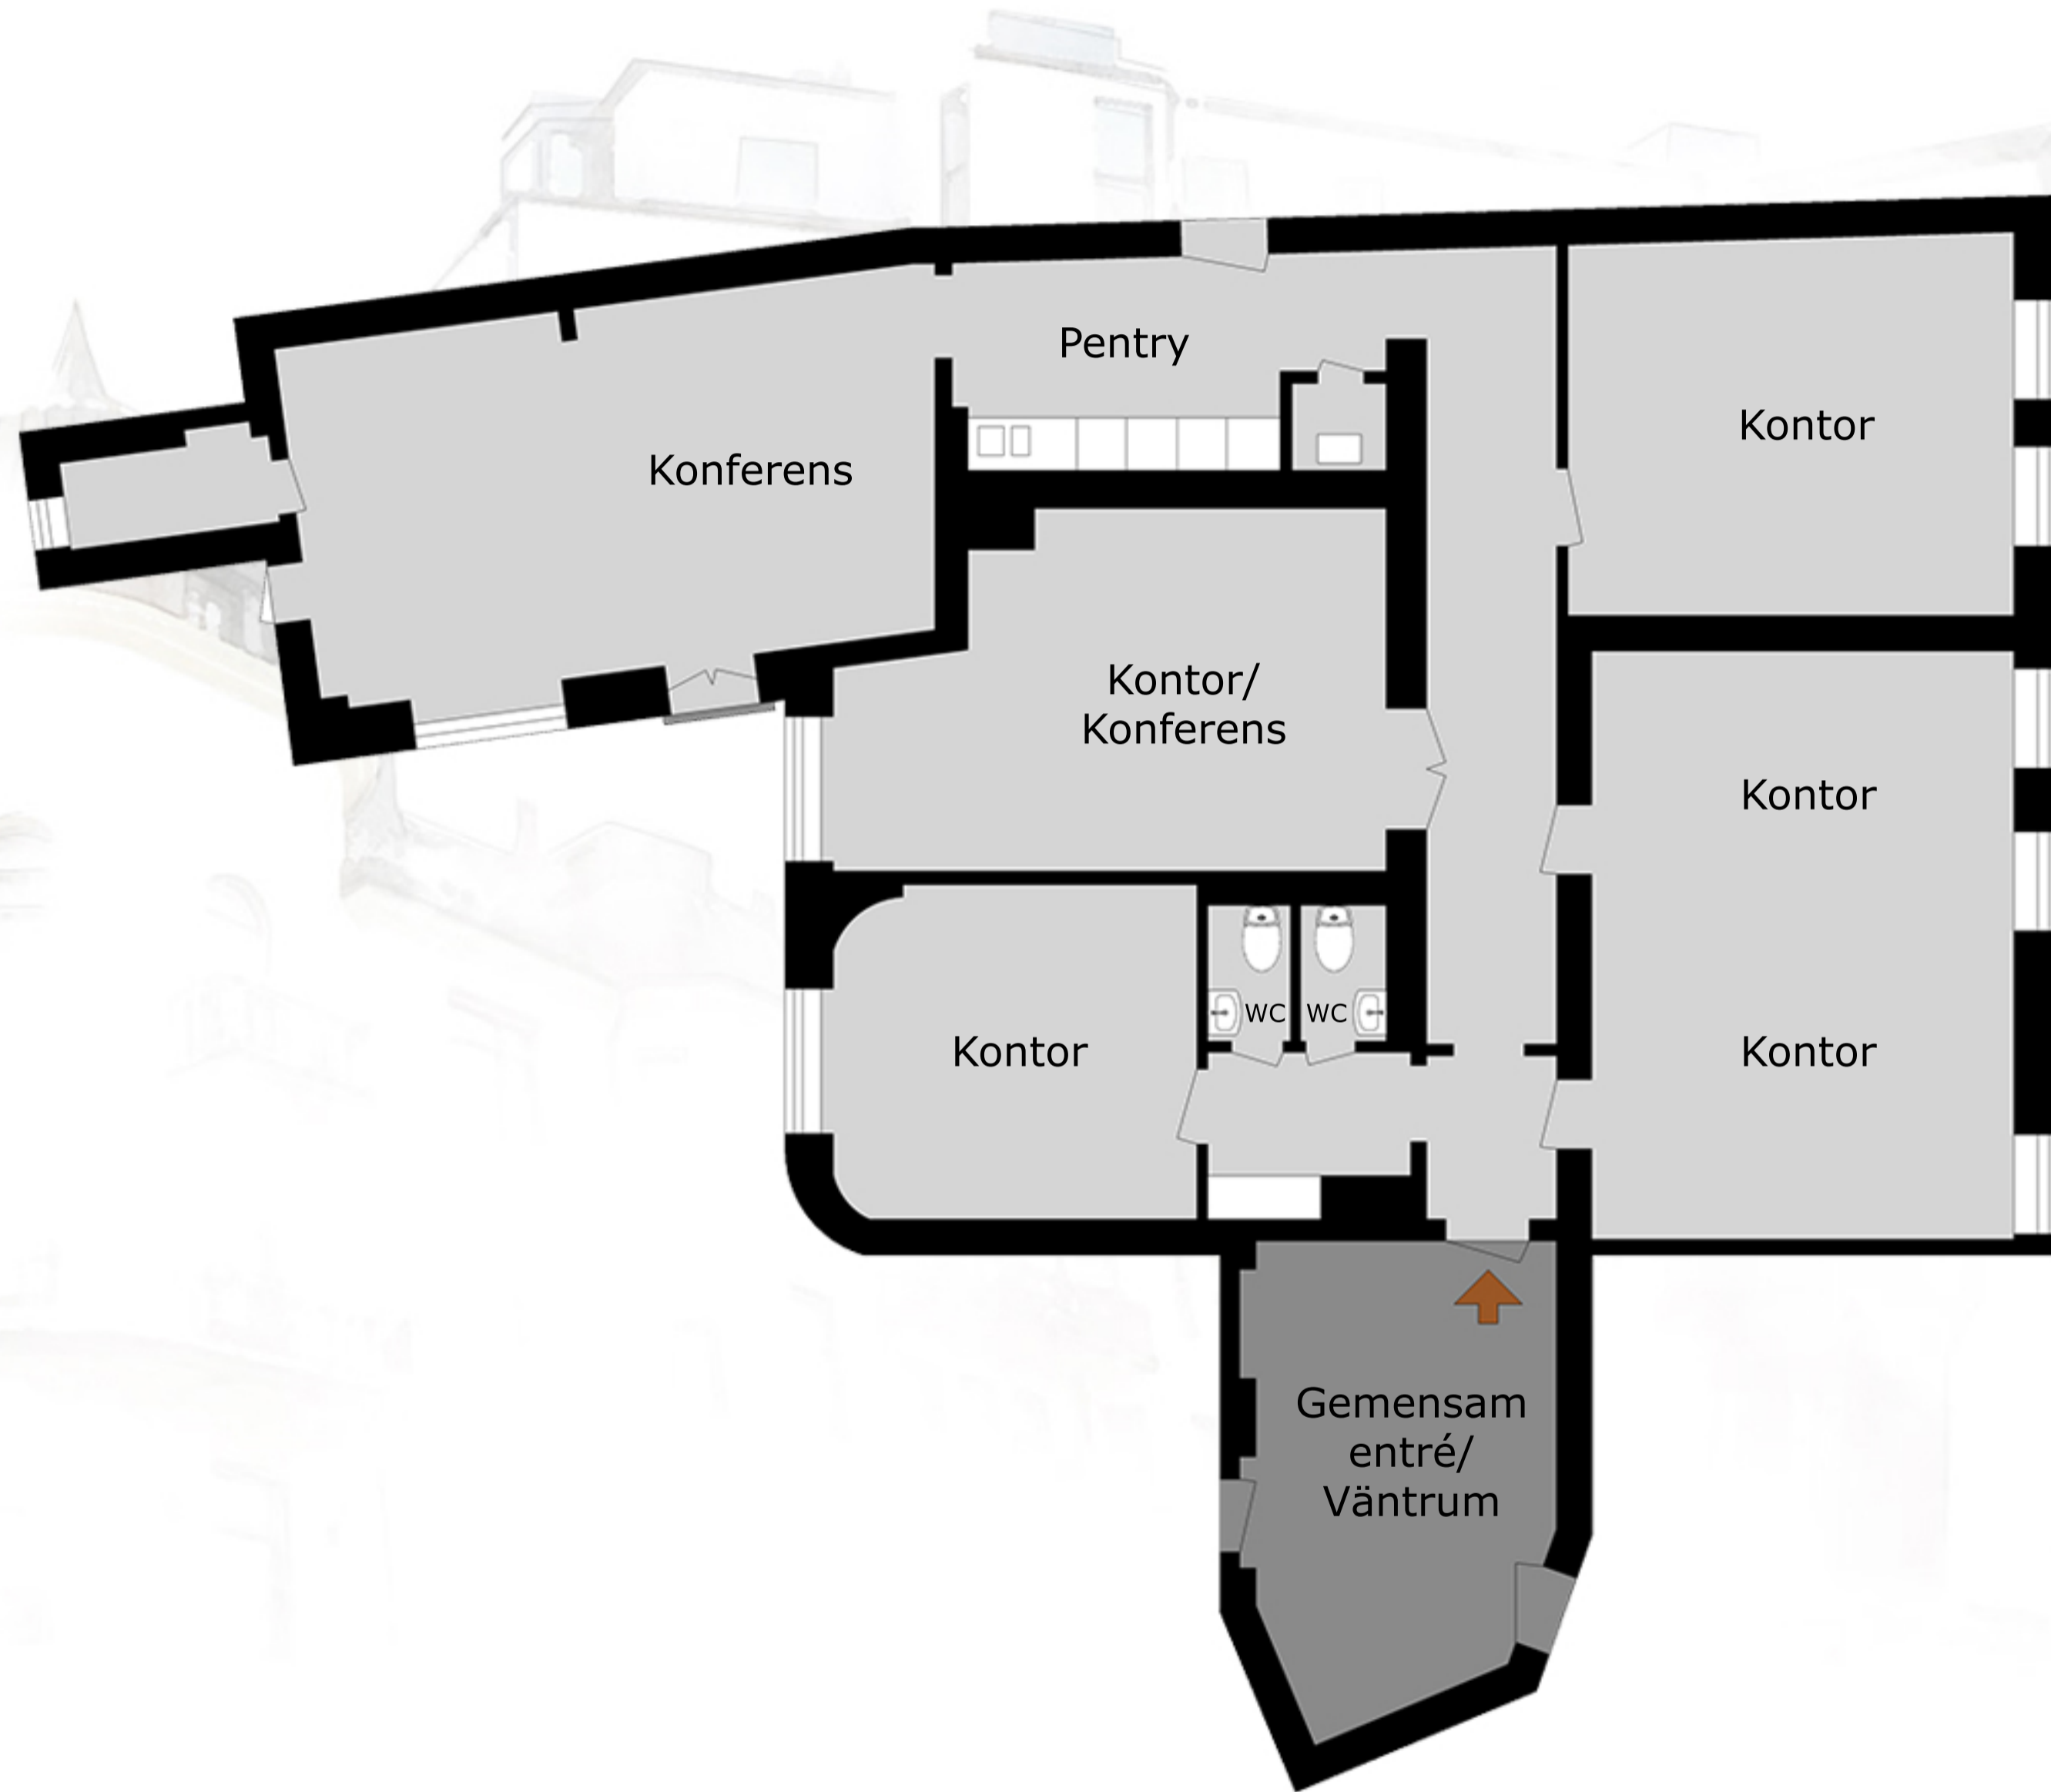 Pentry
Kontor
Konferens
Kontor/
Konferens
Kontor
WC
WC
Kontor
Kontor
Gemensam
entré/
Väntrum